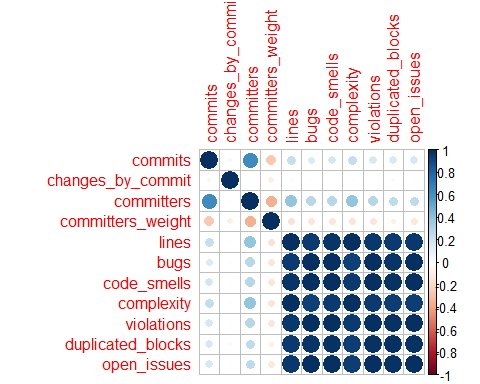 commits
changes_by_commi
committers
committers_weight
lines
bugs
code_smells
complexity
violations
duplicated_blocks
open_issues
commits
changes_by_commit
committers
committers_weight
lines
bugs
code_smells
complexity
violations
duplicated_blocks
open_issues
1
0.8
0.6
0.4
0.2
0
-0.2
-0.4
-0.6
-0.8
-1